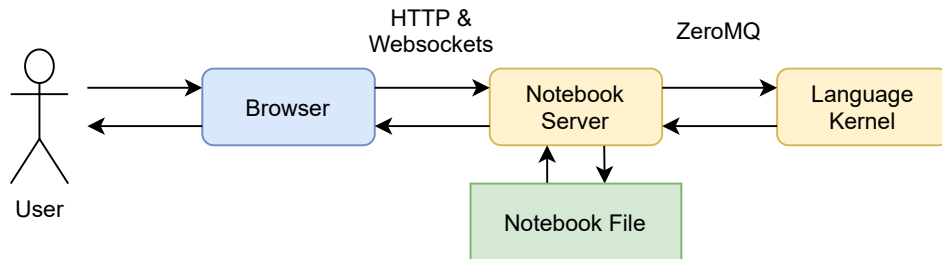 HTTP &
Websockets
ZeroMQ
Browser
Notebook
Server
Language
Kernel
User
Notebook File